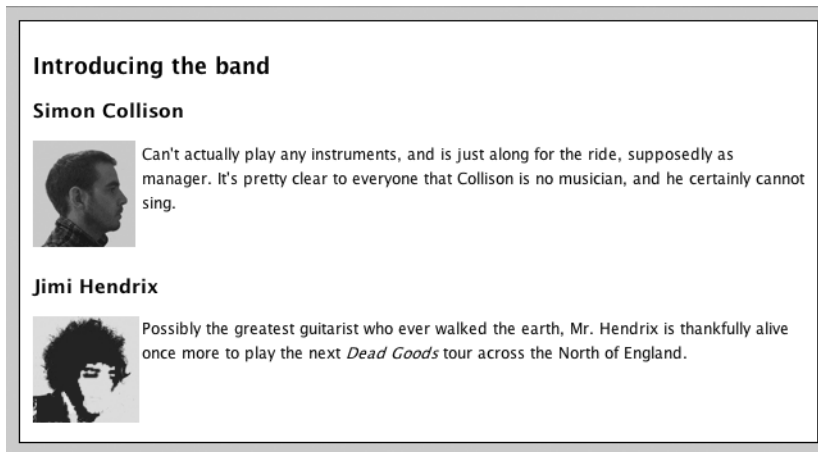 Introducing the band
Simon Collison
Can't actually play any instruments, and is just along for the ride, supposedly as
manager. It's pretty clear to everyone that Collison is no musician, and he certainly cannot
sing.
Jimi Hendrix
Possibly the greatest guitarist who ever walked the earth, Mr. Hendrix is thankfully alive
once more to play the next Dead Goods tour across the North of England.